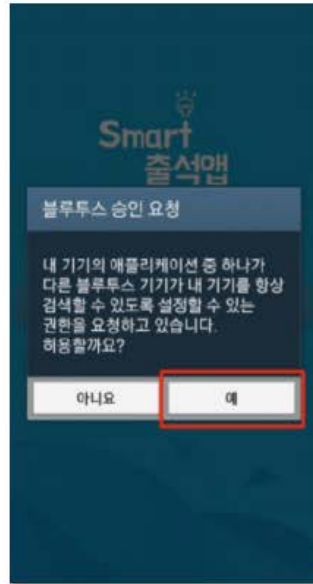 Smart
출석앱
블루투스 승인 요청
내 기기의 애플리케이션 중 하나가
다른 블루투스 기기가 내 기기를 항상
검색할 수 있도록 설정할 수 있는
권한을 요청하고 있습니다.
허용할까요?
아니요
예